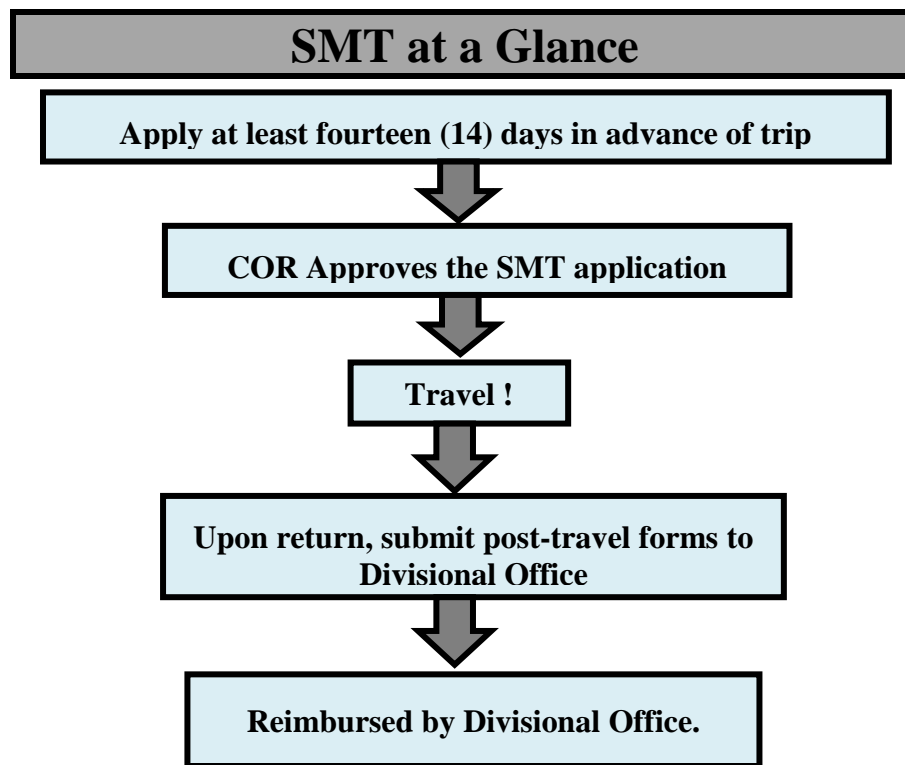 SMT at a Glance
Apply at least fourteen (14) days in advance of trip
COR Approves the SMT application
Travel !
Upon return, submit post-travel forms to
Divisional Office
Reimbursed by Divisional Office.